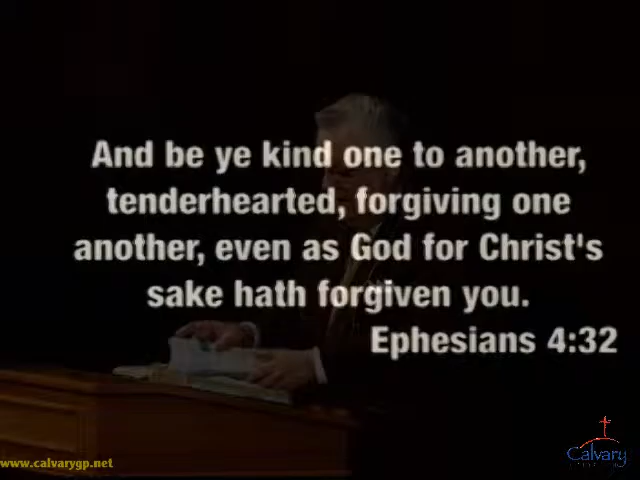 And be ye kind one to another,
tenderhearted, forgiving one
another, even as God for Christ's
sake hath forgiven you.
Ephesians 4:32
www.calvarygp.net
Calvary